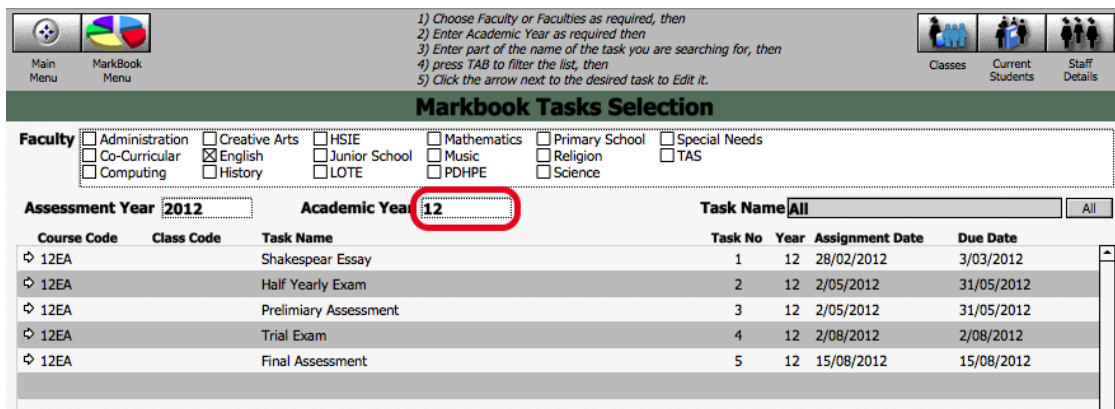 1) Choose Faculty or Faculties as required, then
2) Enter Academic Year as required then
3) Enter part of the name of the task you are searching for, then
4) press TAB to filter the list, then
5) Click the arrow next to the desired task to Edit it.
Main Menu MarkBook Menu Classes Current Students Staff Details
Markbook Tasks Selection
Faculty Administration Creative Arts HSIE Mathematics Primary School Special Needs
Co-Curricular English Junior School Music Religion TAS
Computing History LOTE PDHPE Science
Assessment Year 2012 Academic Year 12 Task Name All All
Course Code Class Code Task Name Task No Year Assignment Date Due Date
12EA Shakespear Essay 1 12 28/02/2012 3/03/2012
12EA Half Yearly Exam 2 12 2/05/2012 31/05/2012
12EA Prelimiary Assessment 3 12 2/05/2012 31/05/2012
12EA Trial Exam 4 12 2/08/2012 2/08/2012
12EA Final Assessment 5 12 15/08/2012 15/08/2012